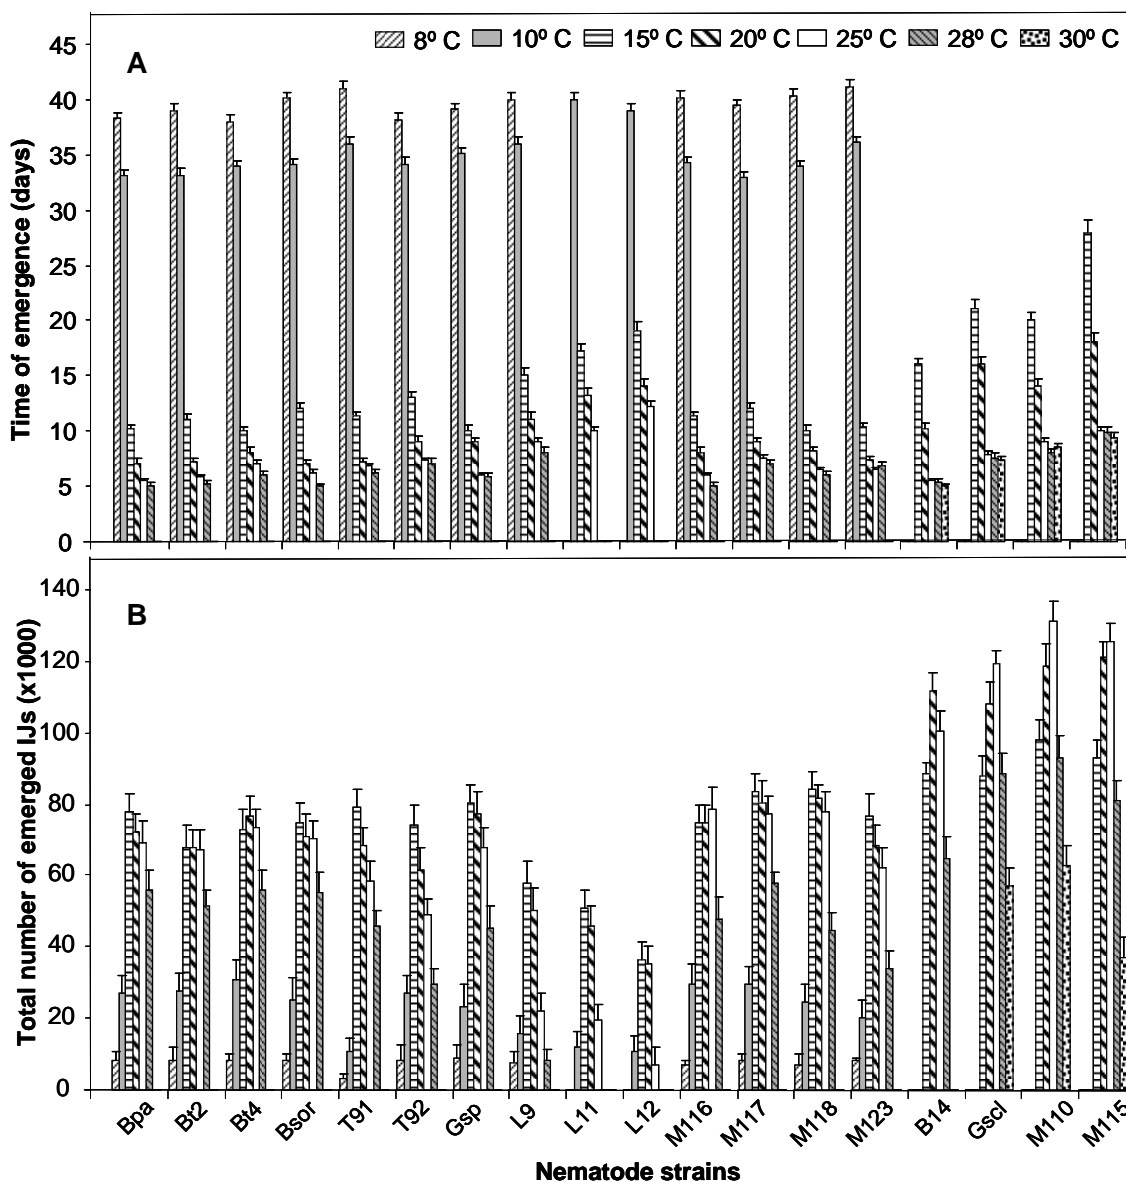 8º C 10º C 15º C 20º C 25º C 28º C 30º C
A
Time of emergence (days)
45
40
35
30
25
20
15
10
5
0
B
Total number of emerged IJs (x1000)
140
120
100
80
60
40
20
0
Bpa Bt2 Bt4 Bsor T91 T92 Gsp L9 L11 L12 M116 M117 M118 M123 B14 Gscl M110 M115
Nematode strains